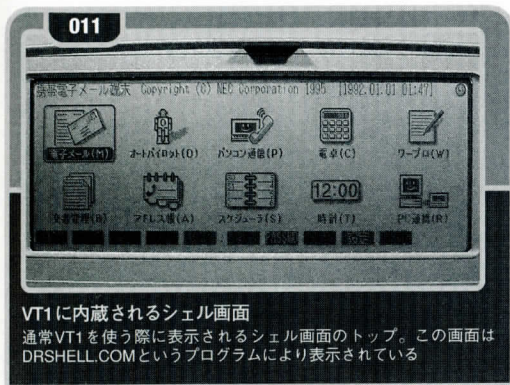 011
携帯電子メール端末 Copyright (C) NEC Corporation 1995 [1992.01.01 01:47]
電子メール(M) オートパイロット(O) パソコン通信(P) 電卓(C) ワープロ(W)
文書管理(B) アドレス帳(A) スケジューラ(S) 時計(T) PC連携(R)
12:00
VT1に内蔵されるシェル画面
通常VT1を使う際に表示されるシェル画面のトップ。この画面は
DRSHELL.COMというプログラムにより表示されている